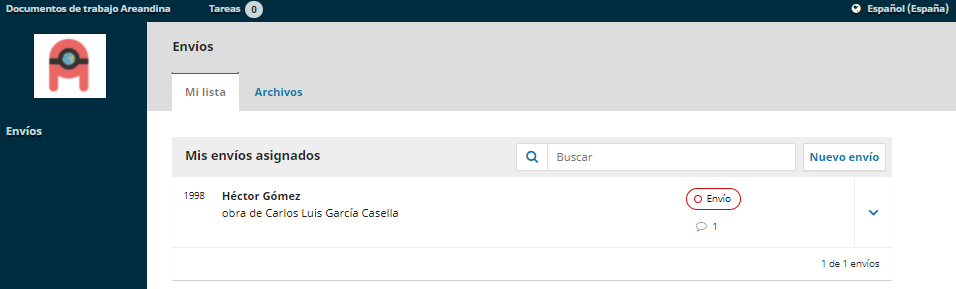 Documentos de trabajo Areandina
Tareas 0
Español (España)
Envíos
Mi lista
Archivos
Envíos
Mis envíos asignados
Buscar
Nuevo envío
1998 Héctor Gómez
obra de Carlos Luis García Casella
Envío
1
1 de 1 envíos